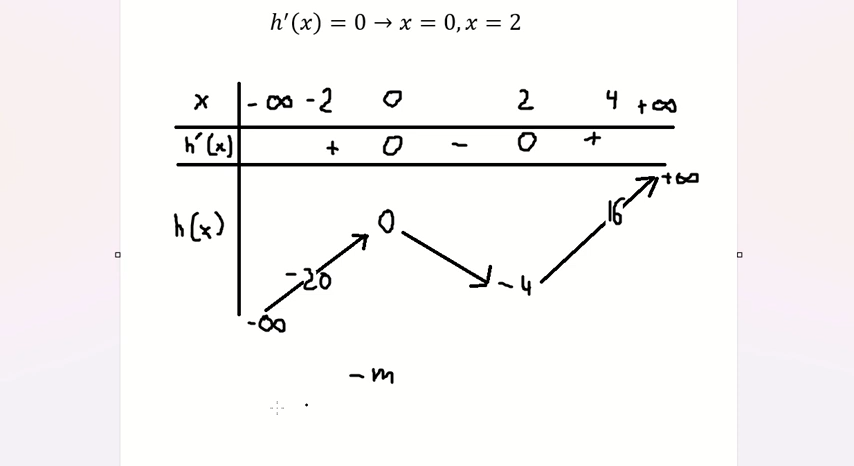 h′(x) = 0 → x = 0, x = 2
x -∞ -2 0 2 4 +∞
h′(x) + 0 - 0 +
h(x) -∞ -20 0 -4 16 +∞
-m